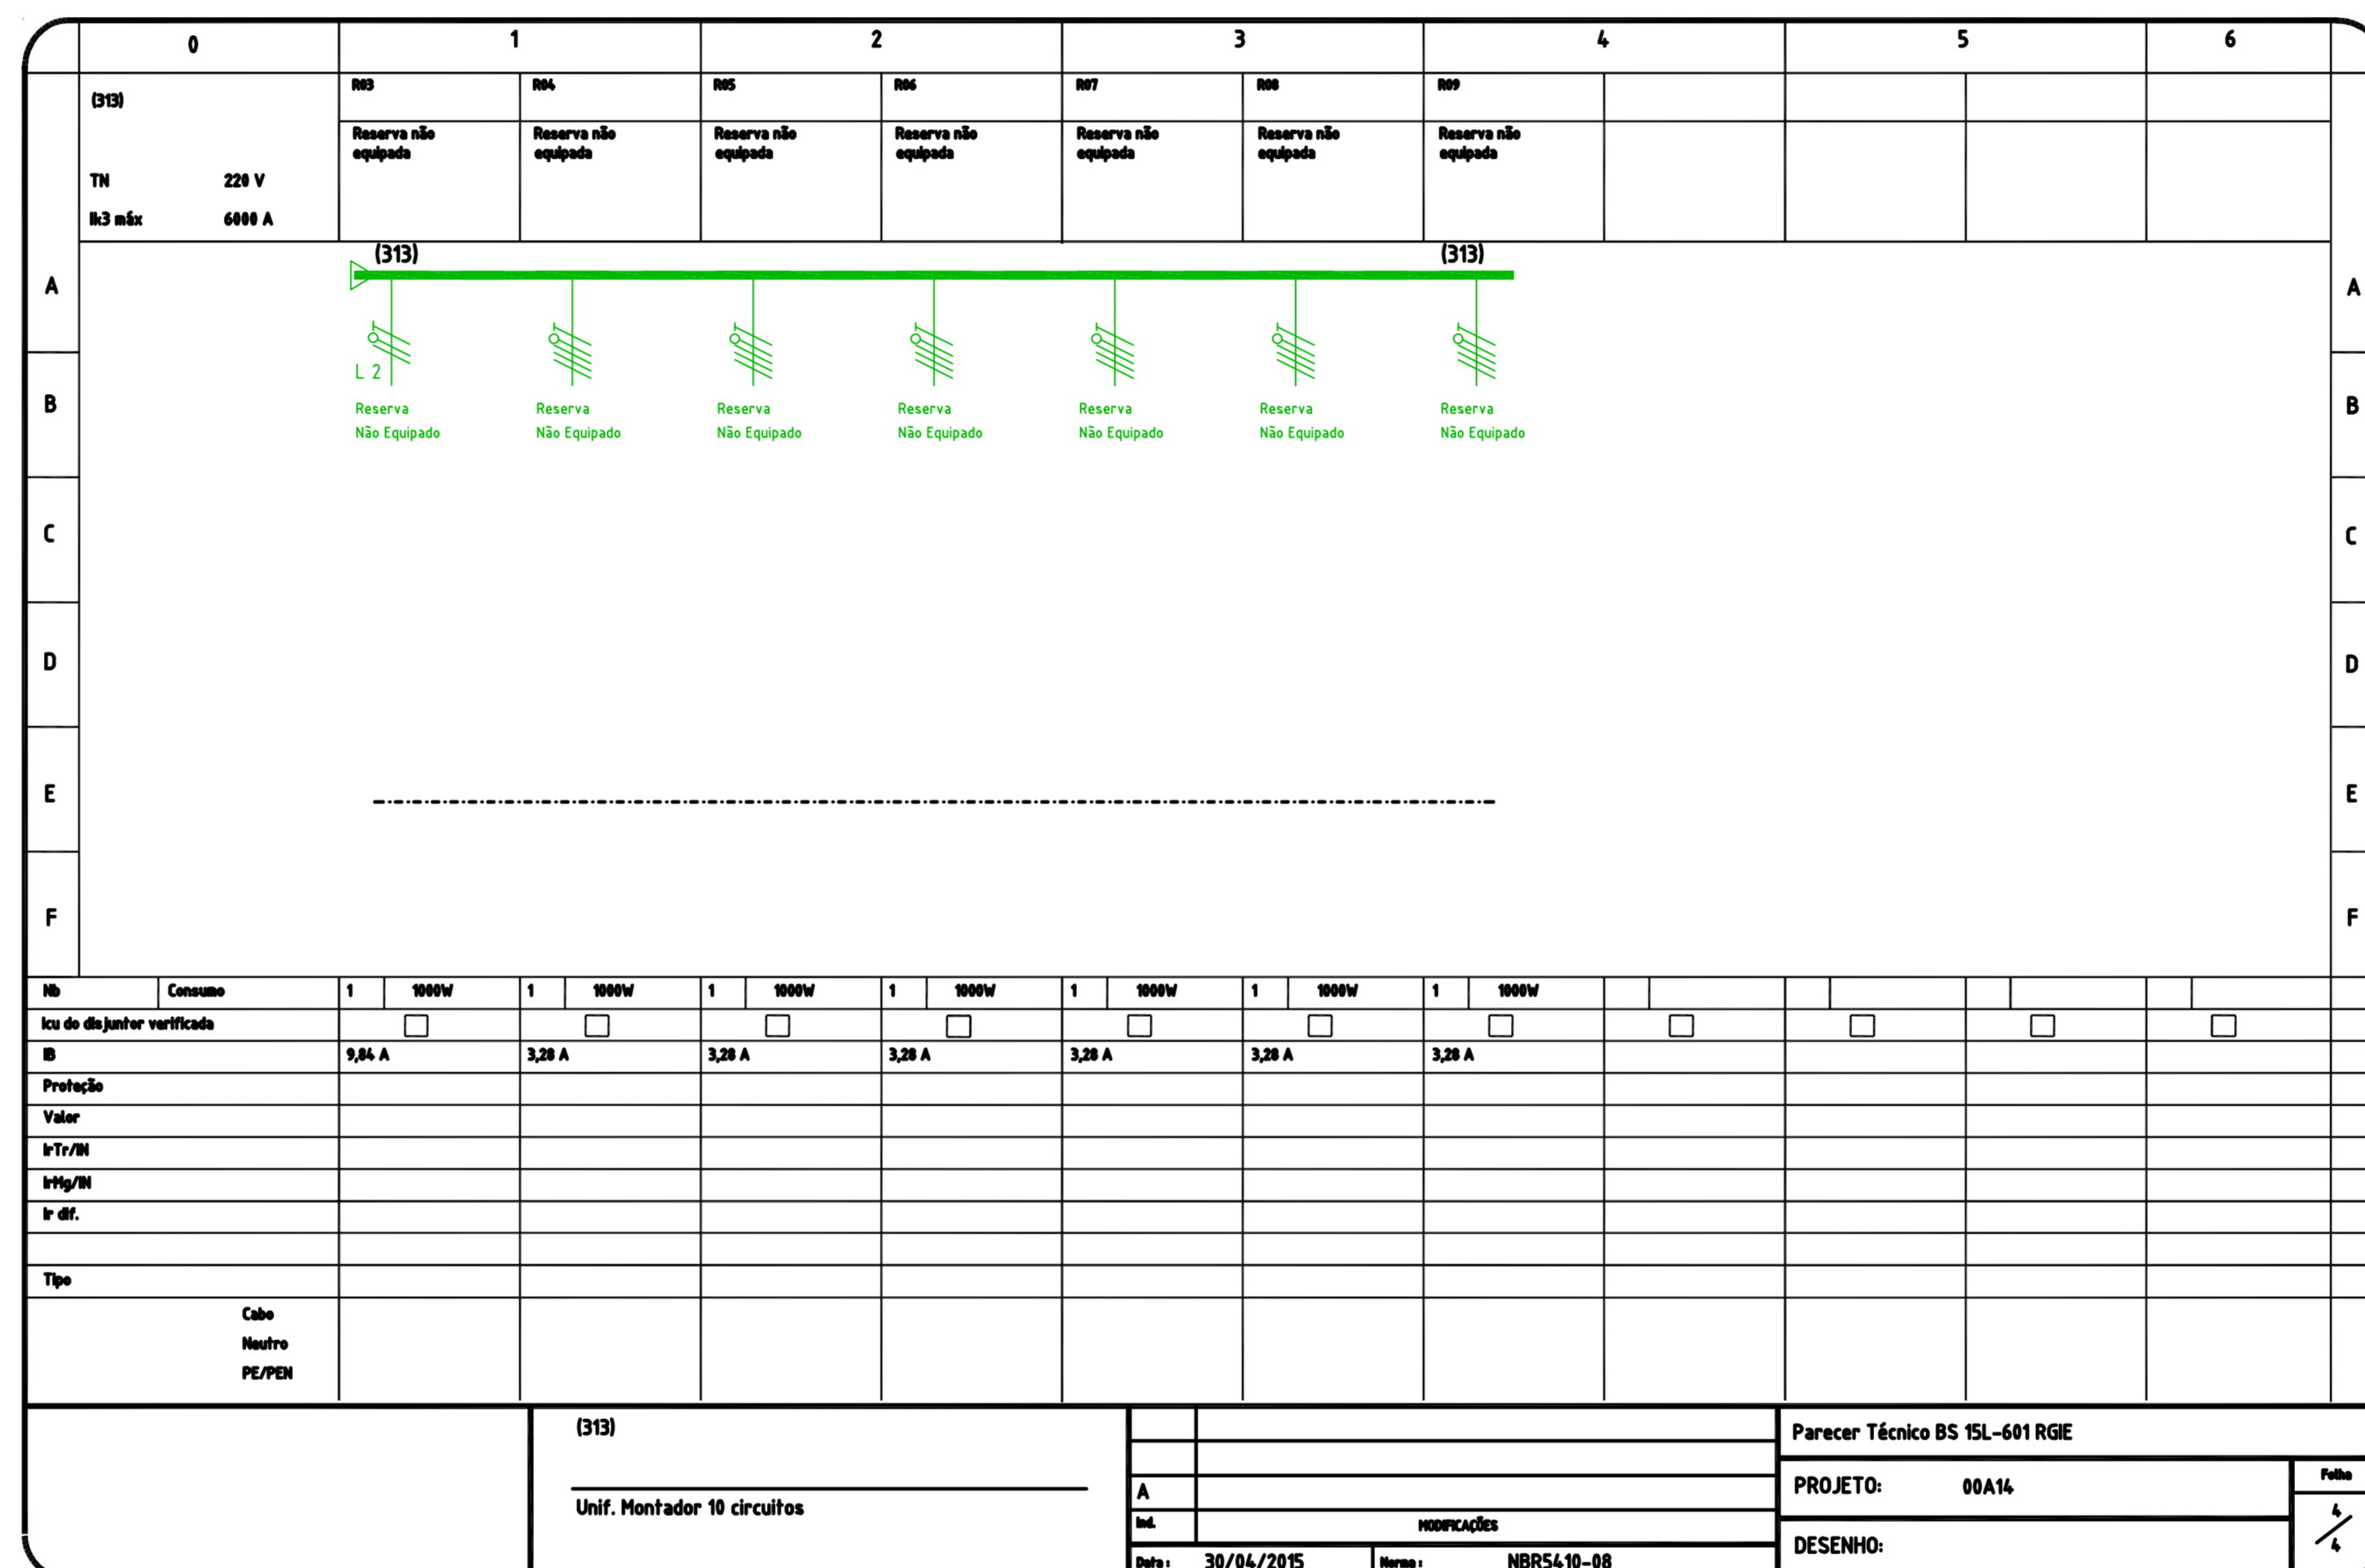 0 1 2 3 4 5 6
(313) R03 R04 R05 R06 R07 R08 R09
Reserva não Reserva não Reserva não Reserva não Reserva não Reserva não Reserva não
equipada equipada equipada equipada equipada equipada equipada
TN 220 V
Ik3 máx 6000 A
(313) (313)
A A
L 2
B B
Reserva Reserva Reserva Reserva Reserva Reserva Reserva
Não Equipado Não Equipado Não Equipado Não Equipado Não Equipado Não Equipado Não Equipado
C C
D D
E E
F F
Nb Consumo 1 1000W 1 1000W 1 1000W 1 1000W 1 1000W 1 1000W 1 1000W
Icu do disjuntor verificada
IB 9,84 A 3,28 A 3,28 A 3,28 A 3,28 A 3,28 A 3,28 A
Proteção
Valor
IrTr/IN
IrMg/IN
Ir dif.
Tipo
Cabo
Neutro
PE/PEN
(313)
Unif. Montador 10 circuitos
A
Ind. MODIFICAÇÕES
Data : 30/04/2015 Norma : NBR5410-08
Parecer Técnico BS 15L-601 RGIE
PROJETO: 00A14
Folha
4/4
DESENHO: